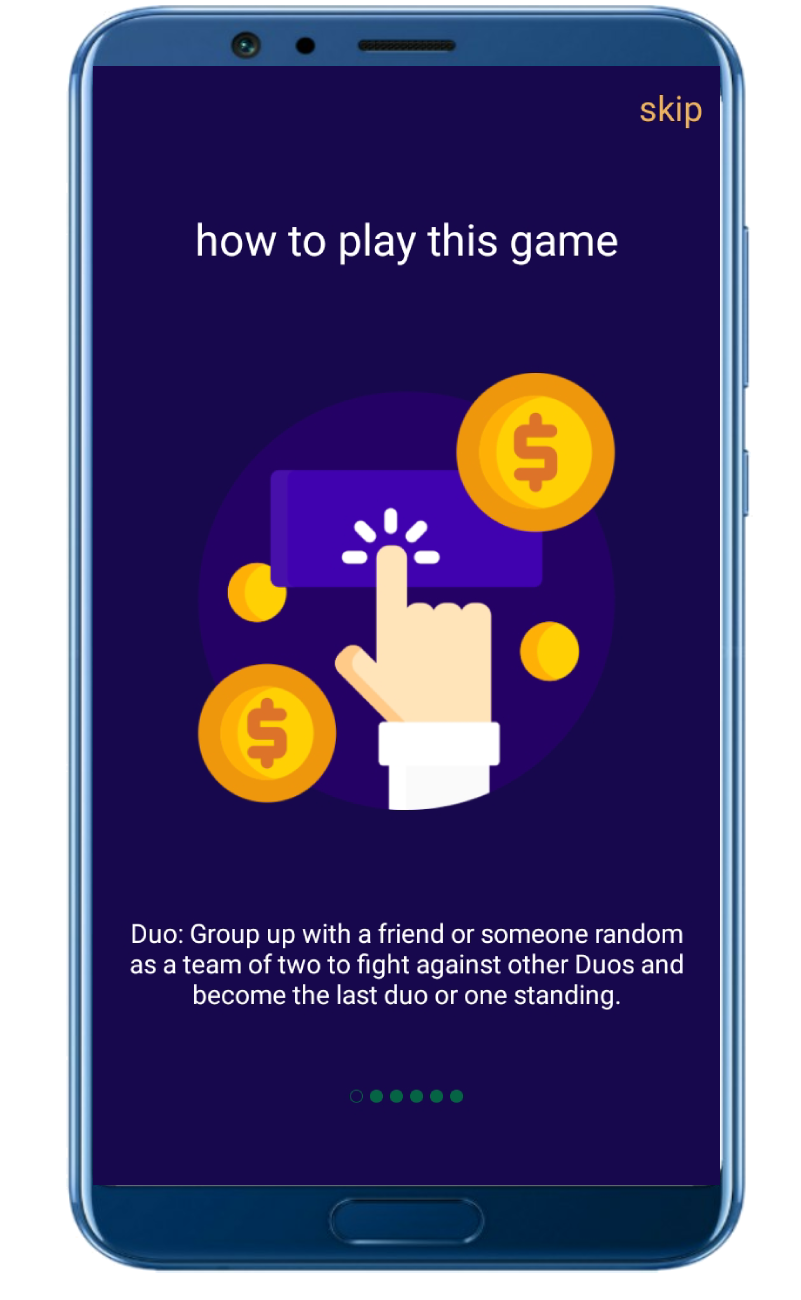 skip
how to play this game
$
$
Duo: Group up with a friend or someone random
as a team of two to fight against other Duos and
become the last duo or one standing.